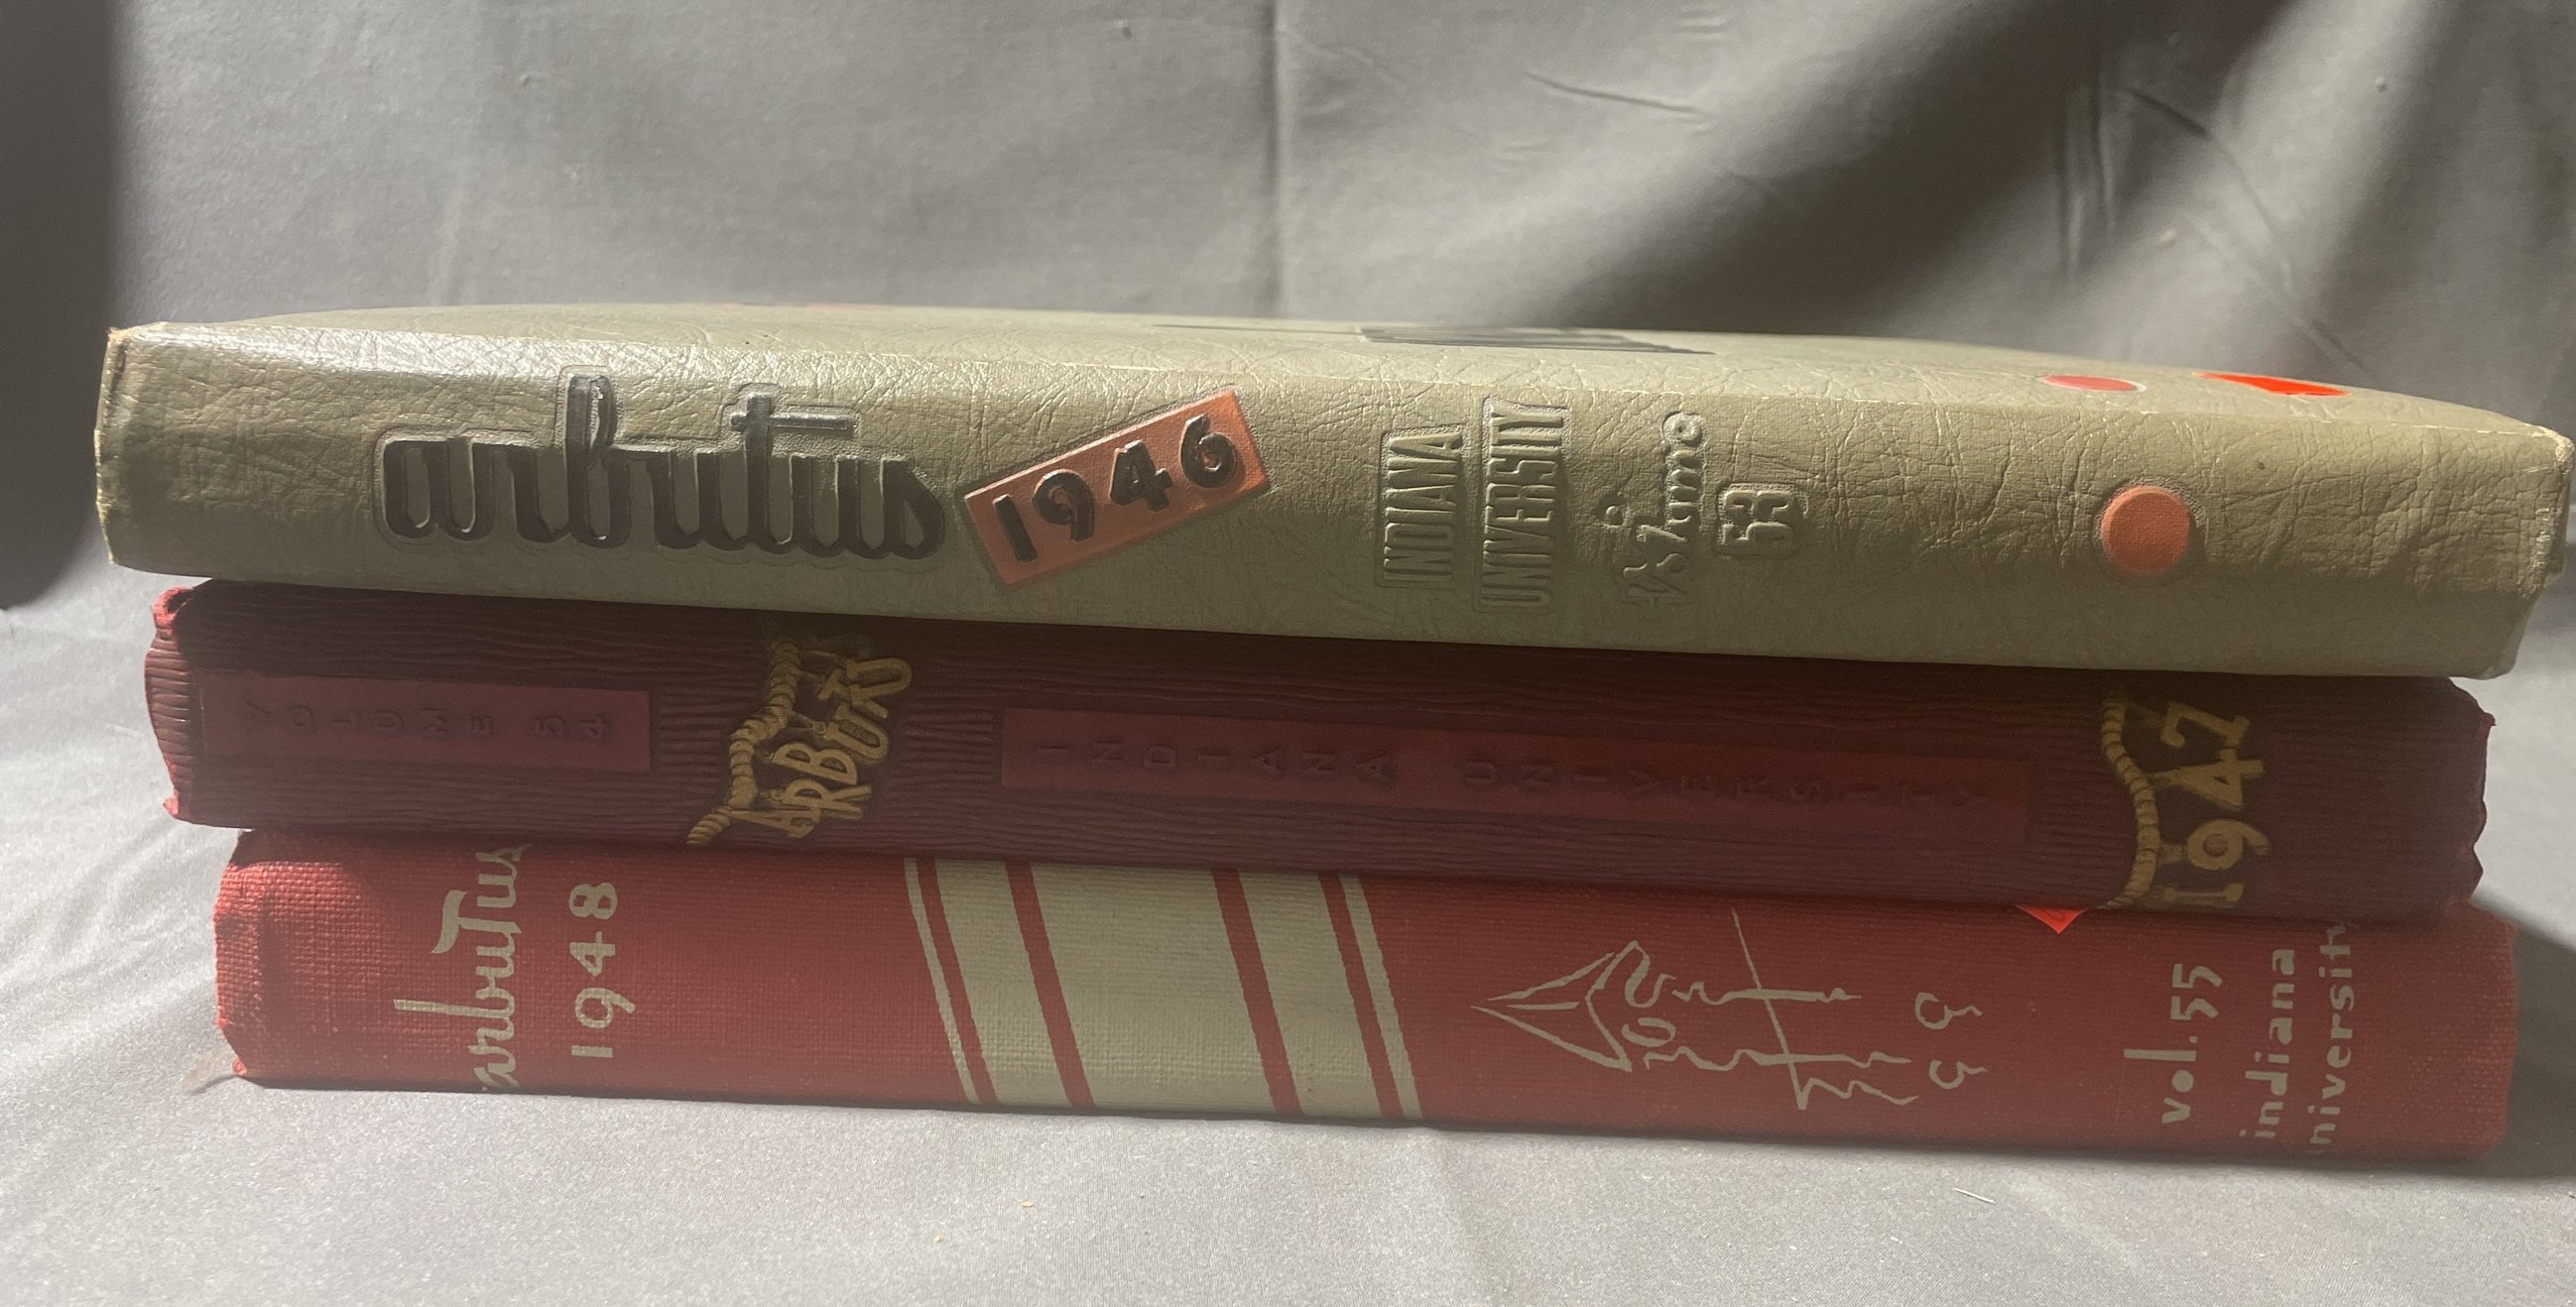 arbutus
1946
INDIANA
UNIVERSITY
Volume
53
VOLUME 54
ARBUTUS
INDIANA UNIVERSITY
1947
arbutus
1948
vol. 55
indiana
university